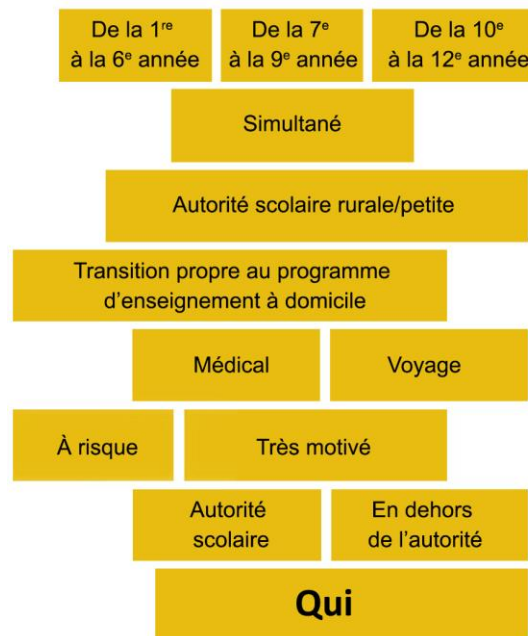 De la 1re
à la 6e année
De la 7e
à la 9e année
De la 10e
à la 12e année
Simultané
Autorité scolaire rurale/petite
Transition propre au programme
d'enseignement à domicile
Médical
Voyage
À risque
Très motivé
Autorité
scolaire
En dehors
de l'autorité
Qui